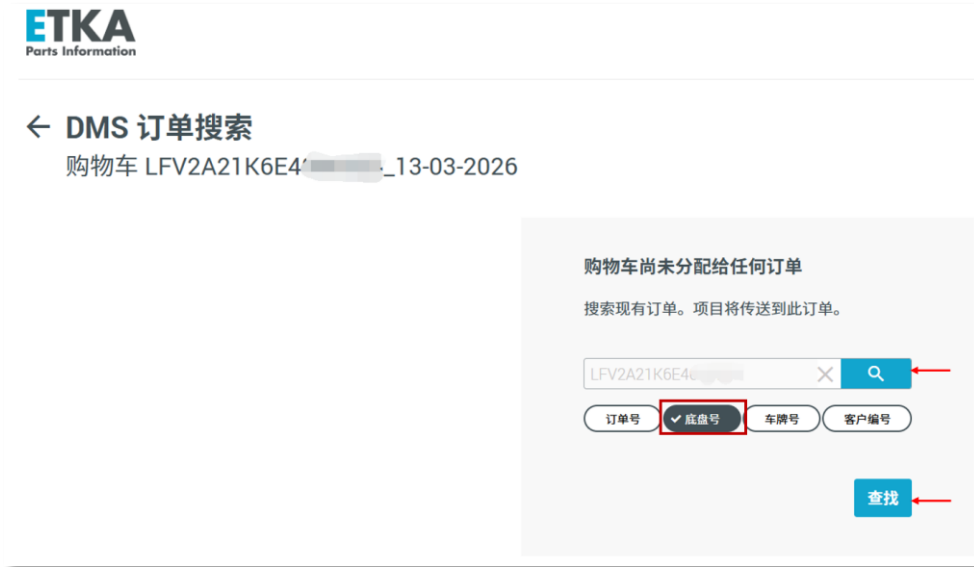 ETKA
Parts Information
← DMS 订单搜索
购物车 LFV2A21K6E4 _13-03-2026
购物车尚未分配给任何订单
搜索现有订单。项目将传送到此订单。
LFV2A21K6E4
订单号 底盘号 车牌号 客户编号
查找